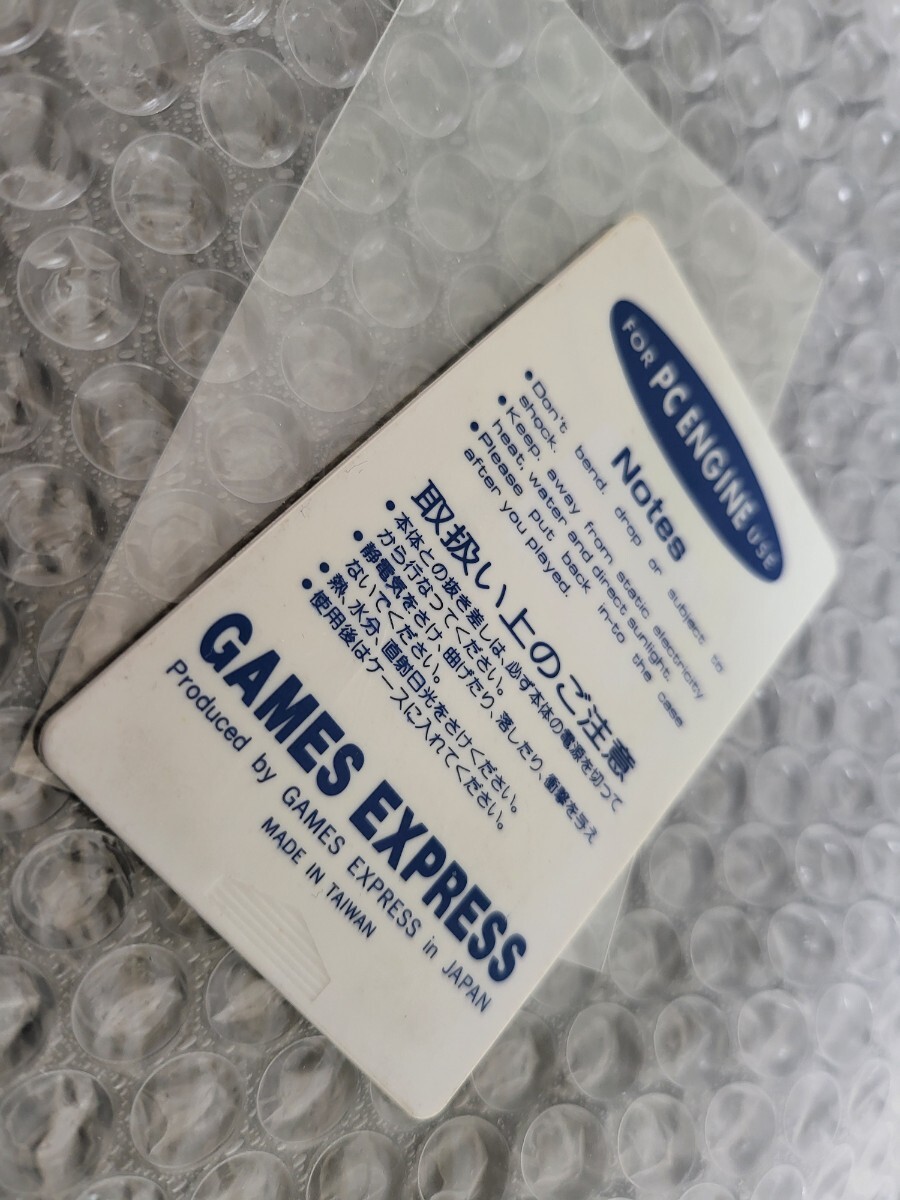 FOR PC ENGINE USE
Notes
•Don't bend. drop or subject to
shock.
•Keep. away from static electricity
heat, water and direct sunlight.
•Please put back in-to the case
after you played.
取扱い上のご注意
•本体との抜き差しは、必ず本体の電源を切って
から行なってください。
•静電気をさけ、曲げたり、落したり、衝撃を与え
ないでください。
•熱、水分、直射日光をさけください。
•使用後はケースに入れてください。
GAMES EXPRESS
Produced by GAMES EXPRESS in JAPAN
MADE IN TAIWAN